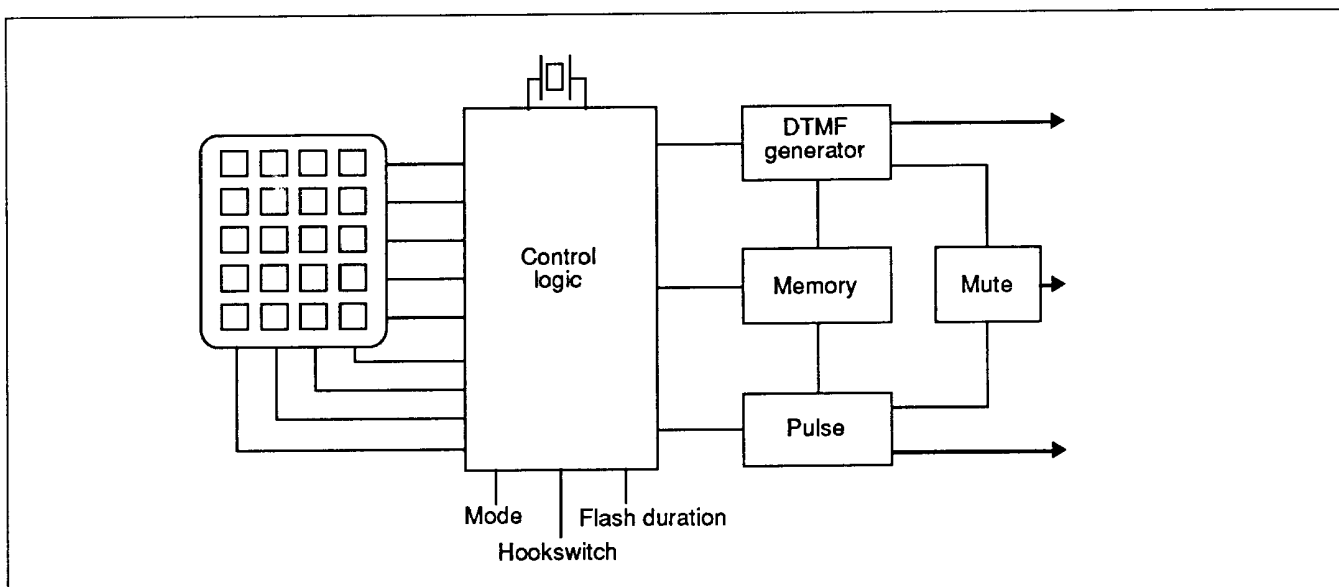 DTMF
generator
Control
logic
Memory
Mute
Pulse
Mode
Flash duration
Hookswitch